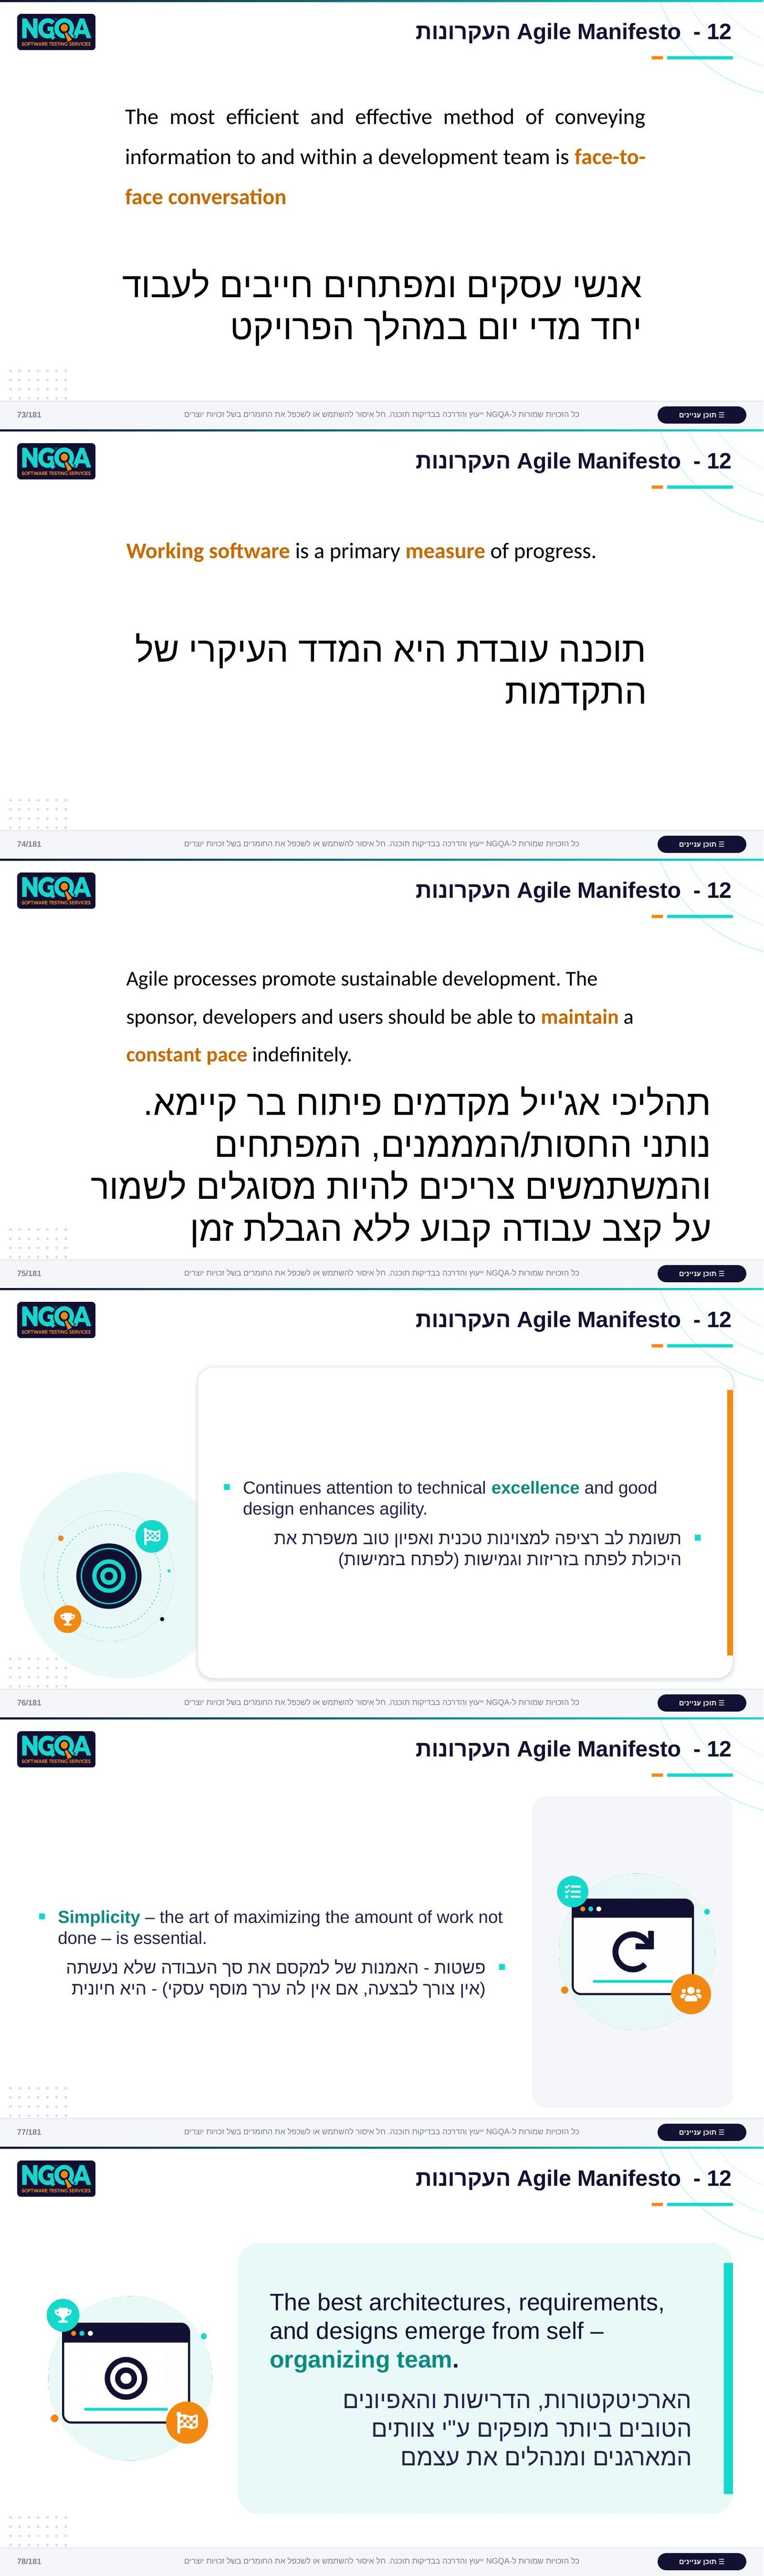 NGQA
SOFTWARE TESTING SERVICES
12 - Agile Manifesto העקרונות
The most efficient and effective method of conveying
information to and within a development team is face-to-
face conversation
אנשי עסקים ומפתחים חייבים לעבוד
יחד מדי יום במהלך הפרויקט
73/181
כל הזכויות שמורות ל-NGQA ייעוץ והדרכה בבדיקות תוכנה. חל איסור להשתמש או לשכפל את החומרים בשל זכויות יוצרים
☰ תוכן עניינים
NGQA
SOFTWARE TESTING SERVICES
12 - Agile Manifesto העקרונות
Working software is a primary measure of progress.
תוכנה עובדת היא המדד העיקרי של
התקדמות
74/181
כל הזכויות שמורות ל-NGQA ייעוץ והדרכה בבדיקות תוכנה. חל איסור להשתמש או לשכפל את החומרים בשל זכויות יוצרים
☰ תוכן עניינים
NGQA
SOFTWARE TESTING SERVICES
12 - Agile Manifesto העקרונות
Agile processes promote sustainable development. The
sponsor, developers and users should be able to maintain a
constant pace indefinitely.
תהליכי אג'ייל מקדמים פיתוח בר קיימא.
נותני החסות/המממנים, המפתחים
והמשתמשים צריכים להיות מסוגלים לשמור
על קצב עבודה קבוע ללא הגבלת זמן
75/181
כל הזכויות שמורות ל-NGQA ייעוץ והדרכה בבדיקות תוכנה. חל איסור להשתמש או לשכפל את החומרים בשל זכויות יוצרים
☰ תוכן עניינים
NGQA
SOFTWARE TESTING SERVICES
12 - Agile Manifesto העקרונות
Continues attention to technical excellence and good
design enhances agility.
תשומת לב רציפה למצוינות טכנית ואפיון טוב משפרת את
היכולת לפתח בזריזות וגמישות (לפתח בזמישות)
76/181
כל הזכויות שמורות ל-NGQA ייעוץ והדרכה בבדיקות תוכנה. חל איסור להשתמש או לשכפל את החומרים בשל זכויות יוצרים
☰ תוכן עניינים
NGQA
SOFTWARE TESTING SERVICES
12 - Agile Manifesto העקרונות
Simplicity – the art of maximizing the amount of work not
done – is essential.
פשטות - האמנות של למקסם את סך העבודה שלא נעשתה
(אין צורך לבצעה, אם אין לה ערך מוסף עסקי) - היא חיונית
77/181
כל הזכויות שמורות ל-NGQA ייעוץ והדרכה בבדיקות תוכנה. חל איסור להשתמש או לשכפל את החומרים בשל זכויות יוצרים
☰ תוכן עניינים
NGQA
SOFTWARE TESTING SERVICES
12 - Agile Manifesto העקרונות
The best architectures, requirements,
and designs emerge from self –
organizing team.
הארכיטקטורות, הדרישות והאפיונים
הטובים ביותר מופקים ע"י צוותים
המארגנים ומנהלים את עצמם
78/181
כל הזכויות שמורות ל-NGQA ייעוץ והדרכה בבדיקות תוכנה. חל איסור להשתמש או לשכפל את החומרים בשל זכויות יוצרים
☰ תוכן עניינים